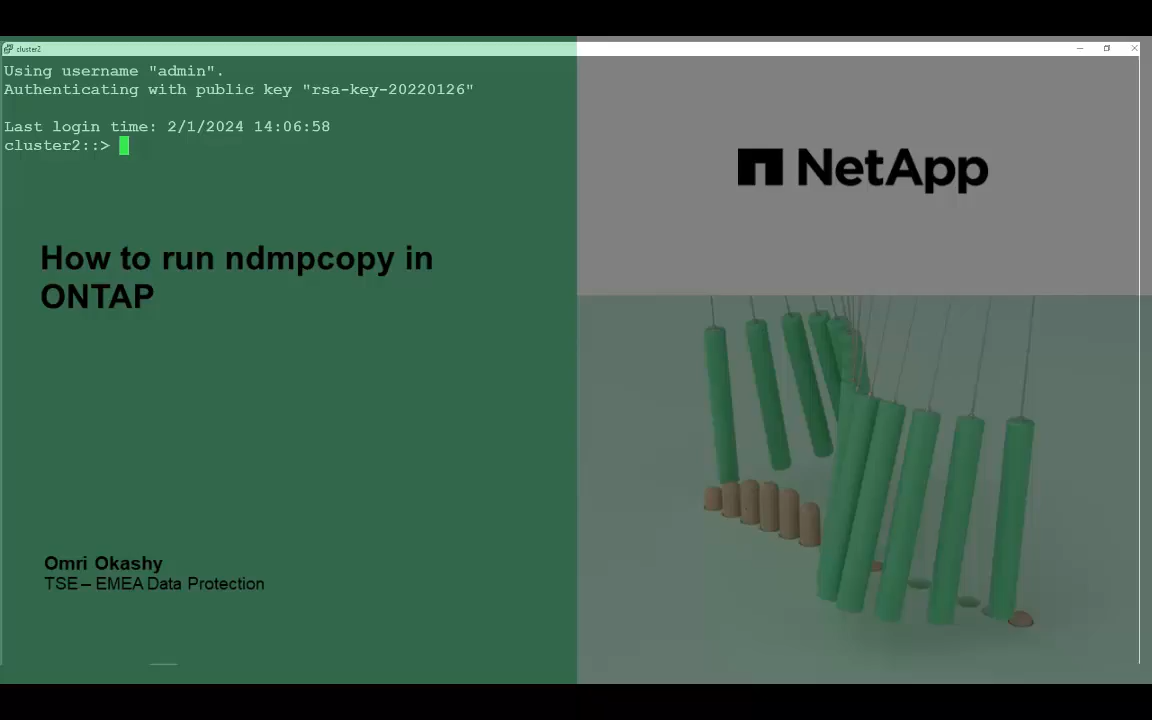 cluster2
Using username "admin".
Authenticating with public key "rsa-key-20220126"
Last login time: 2/1/2024 14:06:58
cluster2::>
NetApp
How to run ndmpcopy in
ONTAP
Omri Okashy
TSE – EMEA Data Protection